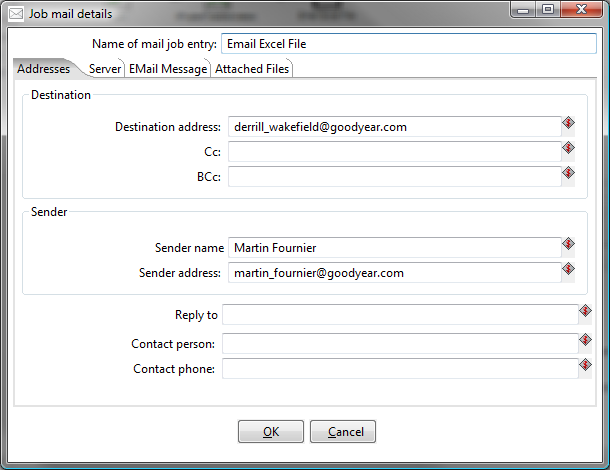 Job mail details
Name of mail job entry: Email Excel File
Addresses Server EMail Message Attached Files
Destination
Destination address: derrill_wakefield@goodyear.com
Cc:
BCc:
Sender
Sender name Martin Fournier
Sender address: martin_fournier@goodyear.com
Reply to
Contact person:
Contact phone:
OK Cancel